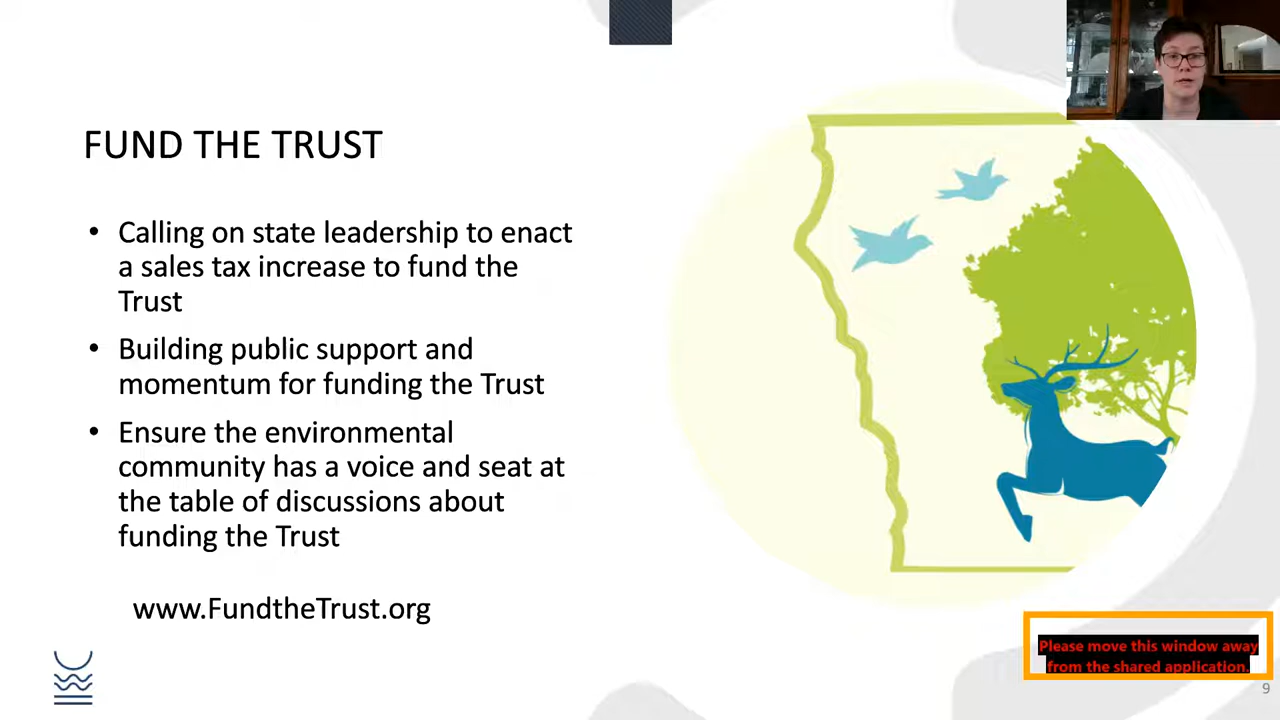 FUND THE TRUST
• Calling on state leadership to enact
a sales tax increase to fund the
Trust
• Building public support and
momentum for funding the Trust
• Ensure the environmental
community has a voice and seat at
the table of discussions about
funding the Trust
www.FundtheTrust.org
Please move this window away
from the shared application.
9